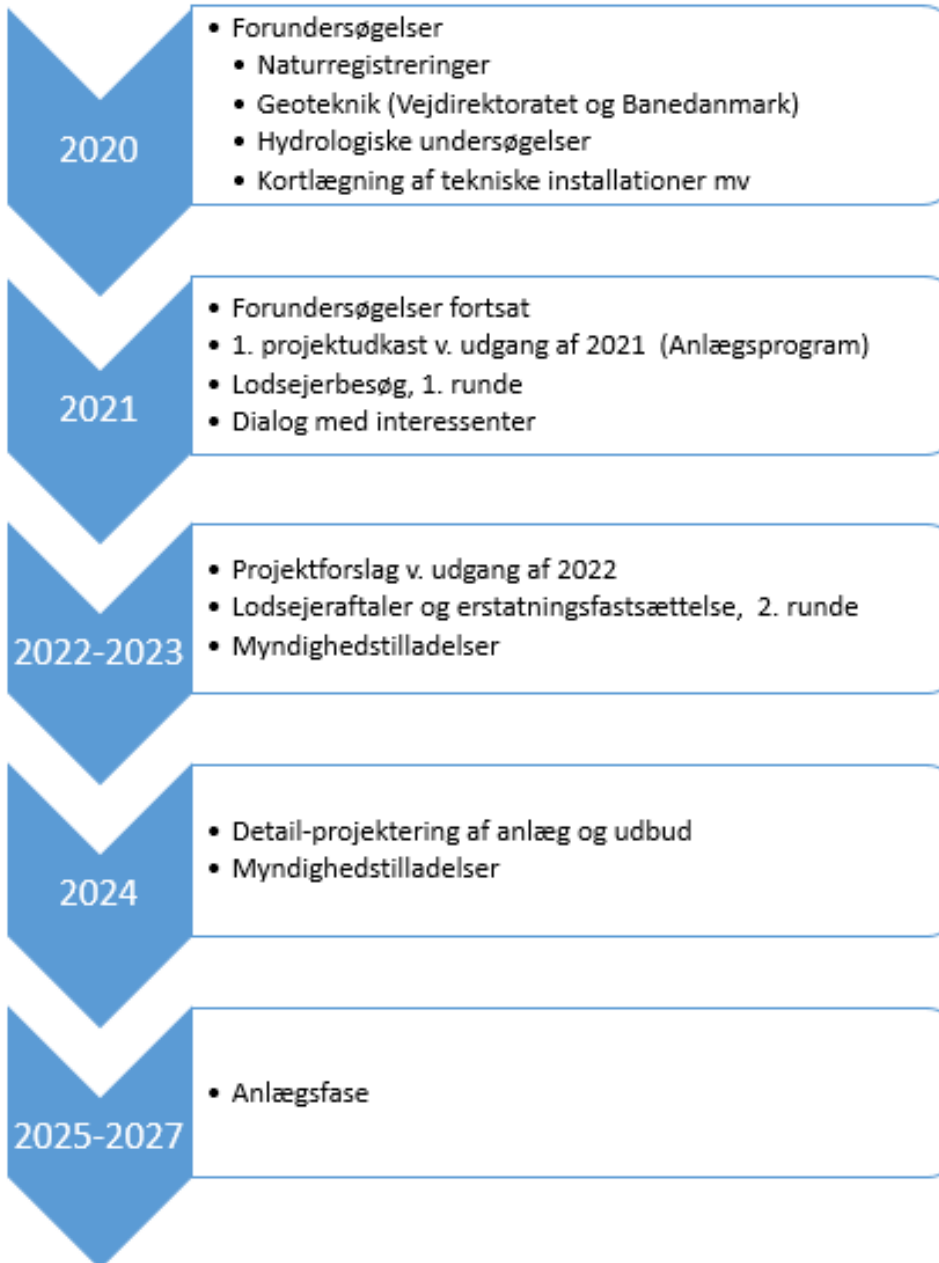 2020
• Forundersøgelser
• Naturregistreringer
• Geoteknik (Vejdirektoratet og Banedanmark)
• Hydrologiske undersøgelser
• Kortlægning af tekniske installationer mv
2021
• Forundersøgelser fortsat
• 1. projektudkast v. udgang af 2021 (Anlægsprogram)
• Lodsejerbesøg, 1. runde
• Dialog med interessenter
2022-2023
• Projektforslag v. udgang af 2022
• Lodsejeraftaler og erstatningsfastsættelse, 2. runde
• Myndighedstilladelser
2024
• Detail-projektering af anlæg og udbud
• Myndighedstilladelser
2025-2027
• Anlægsfase